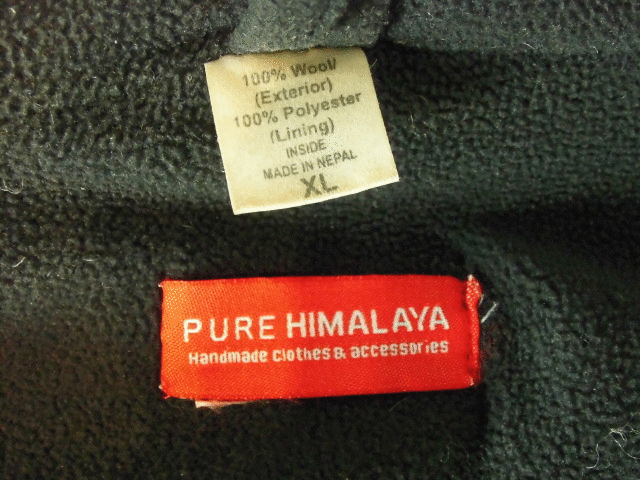 100% Wool/
(Exterior)
100% Polyester
(Lining)
INSIDE
MADE IN NEPAL
XL
PURE HIMALAYA
Handmade clothes & accessories